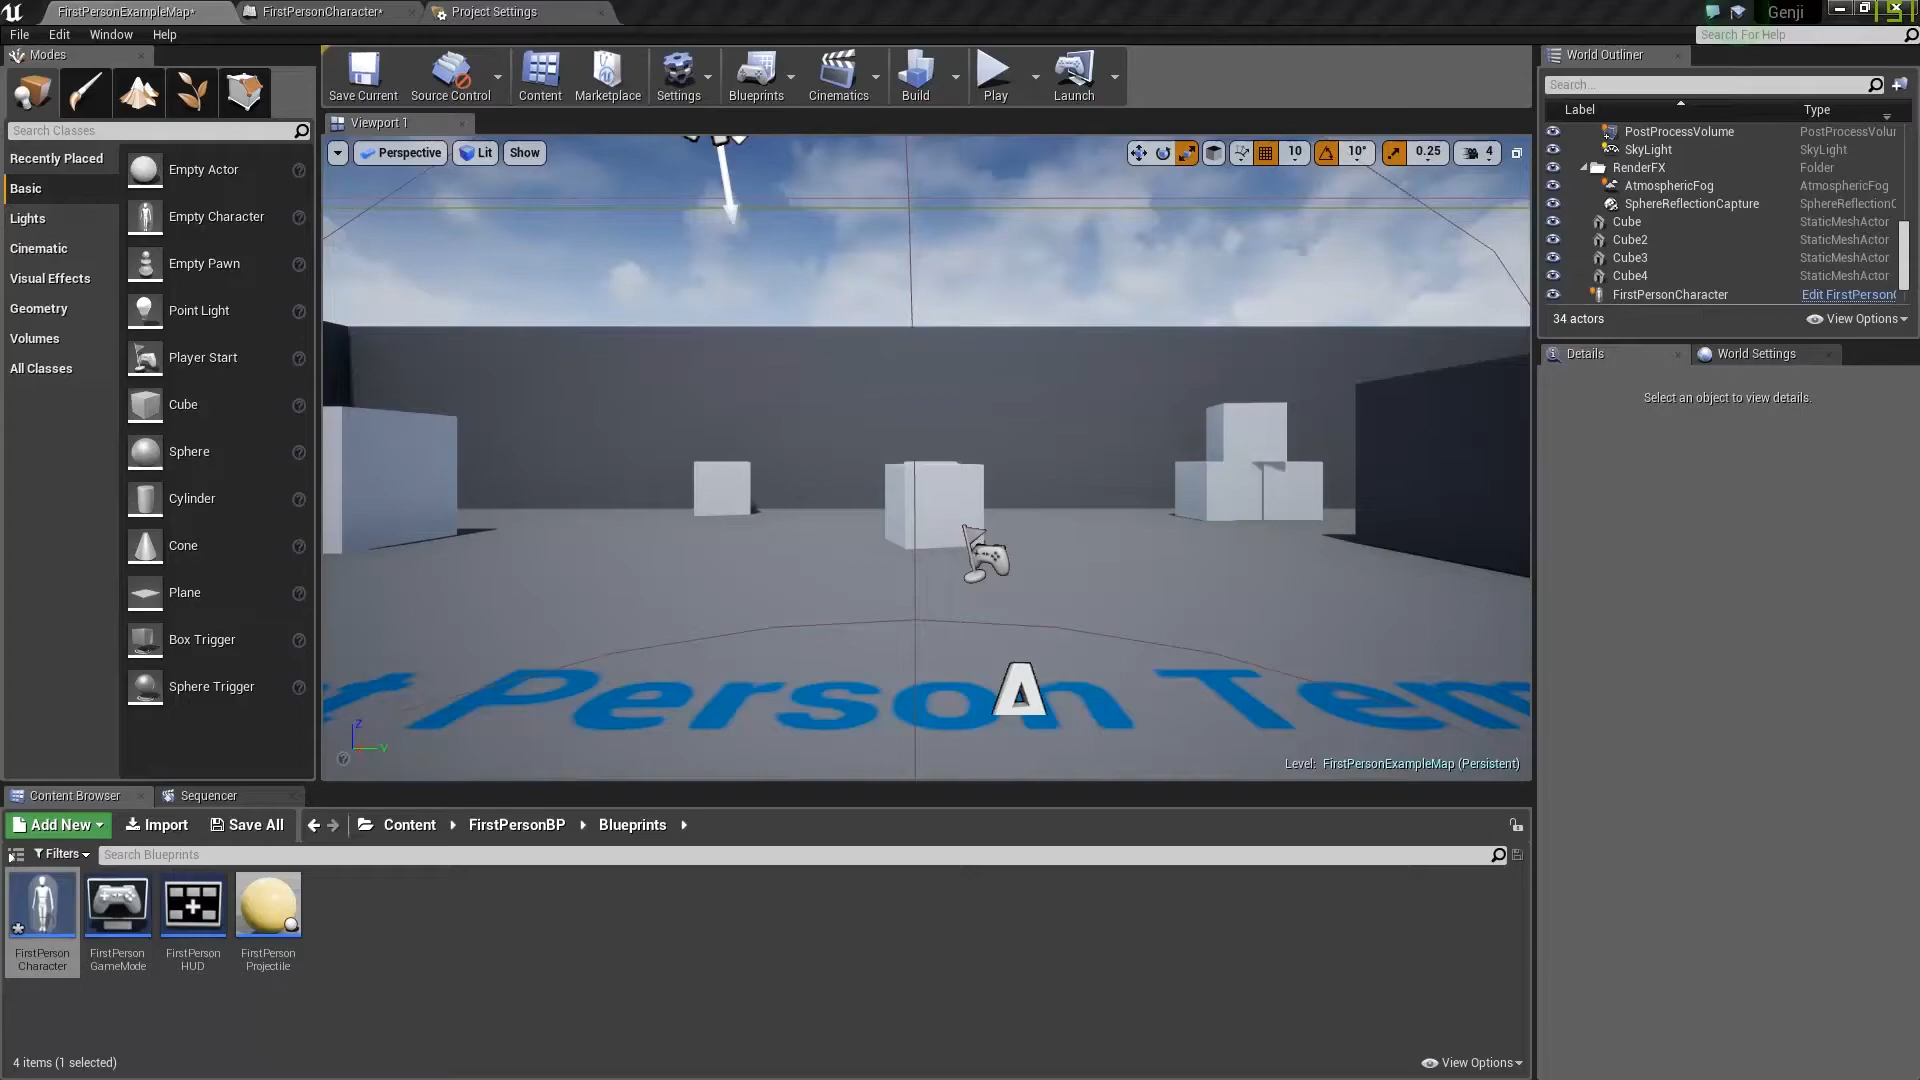 FirstPersonExampleMap*
FirstPersonCharacter*
Project Settings
Genji
File Edit Window Help
Search For Help
Modes
Save Current
Source Control
Content
Marketplace
Settings
Blueprints
Cinematics
Build
Play
Launch
World Outliner
Search...
Label Type
PostProcessVolume PostProcessVolu
SkyLight SkyLight
RenderFX Folder
AtmosphericFog AtmosphericFog
SphereReflectionCapture SphereReflectionC
Cube StaticMeshActor
Cube2 StaticMeshActor
Cube3 StaticMeshActor
Cube4 StaticMeshActor
FirstPersonCharacter Edit FirstPerson
34 actors View Options
Details World Settings
Select an object to view details.
Search Classes
Recently Placed
Basic
Lights
Cinematic
Visual Effects
Geometry
Volumes
All Classes
Empty Actor
Empty Character
Empty Pawn
Point Light
Player Start
Cube
Sphere
Cylinder
Cone
Plane
Box Trigger
Sphere Trigger
Viewport 1
Perspective Lit Show
10 10° 0.25 4
t Person Tem
A
Z
Y
Level: FirstPersonExampleMap (Persistent)
Content Browser Sequencer
Add New Import Save All Content FirstPersonBP Blueprints
Filters Search Blueprints
FirstPerson
Character
FirstPerson
GameMode
FirstPerson
HUD
FirstPerson
Projectile
4 items (1 selected)
View Options